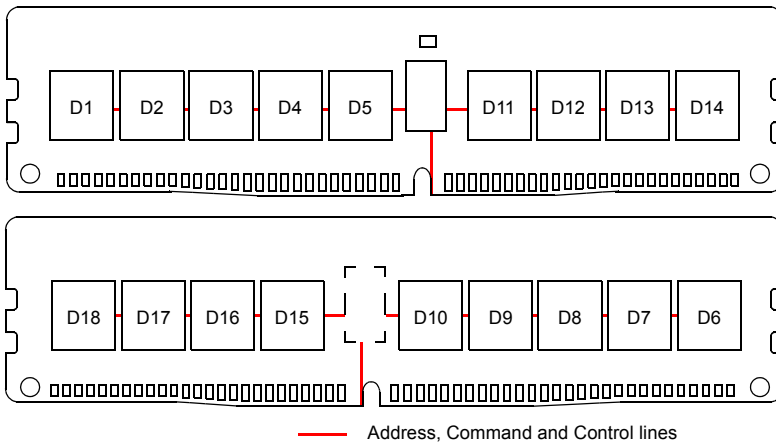 D1 D2 D3 D4 D5 D11 D12 D13 D14
D18 D17 D16 D15 D10 D9 D8 D7 D6
Address, Command and Control lines